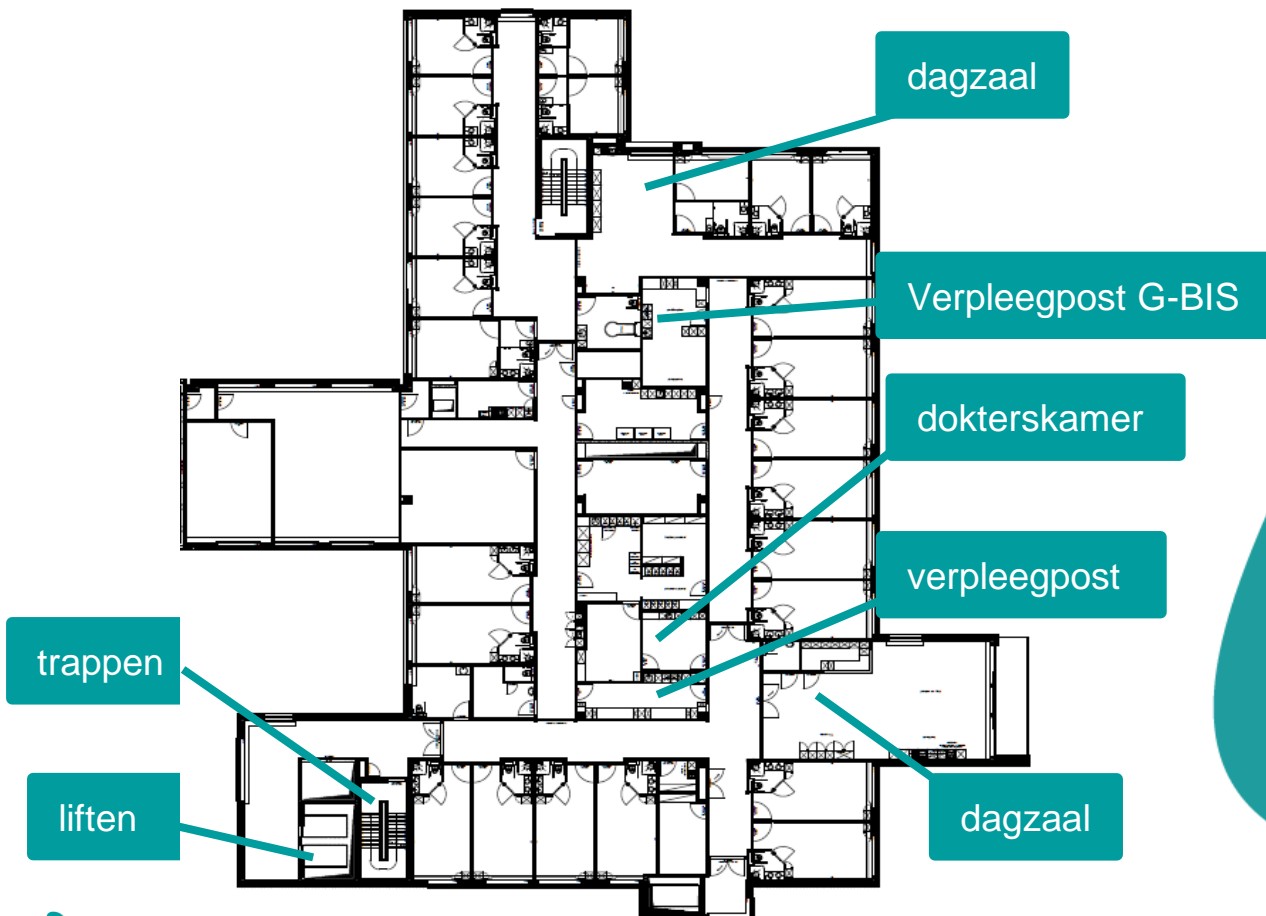 dagzaal
Verpleegpost G-BIS
dokterskamer
verpleegpost
trappen
liften
dagzaal